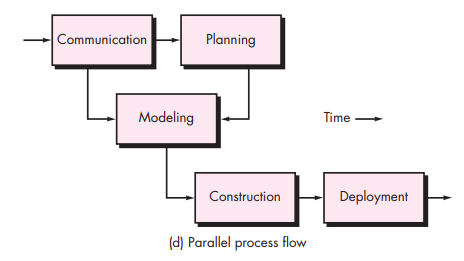 Communication
Planning
Modeling
Time
Construction
Deployment
(d) Parallel process flow